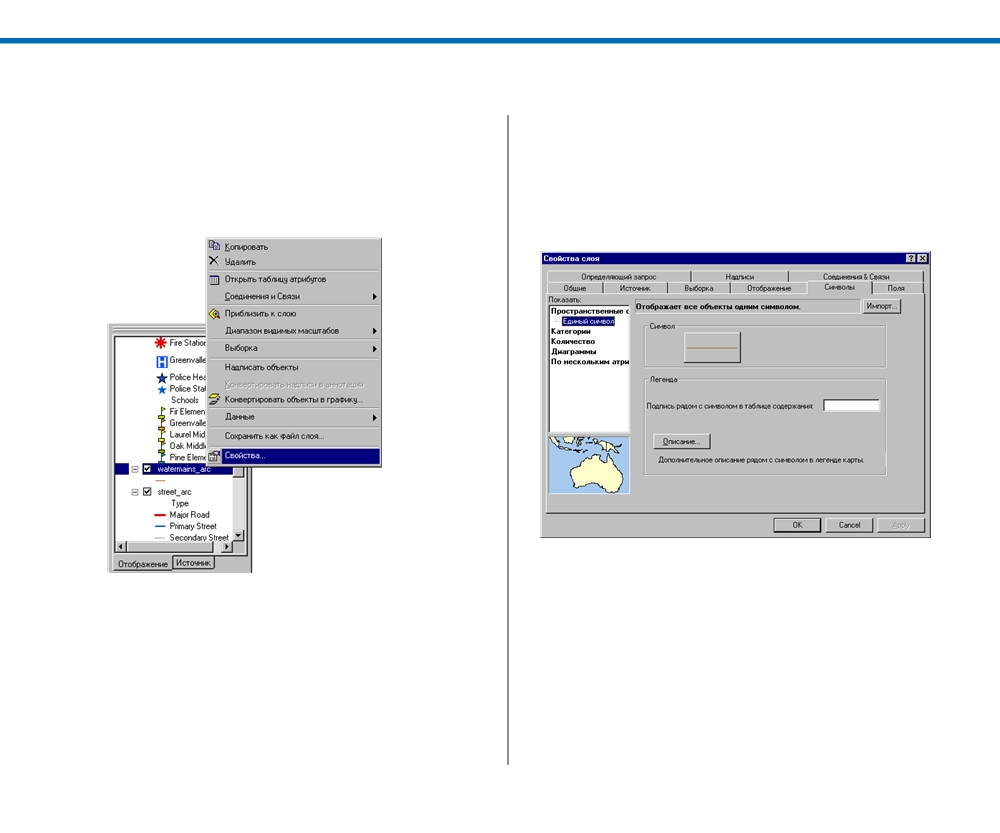 Копировать
Удалить
Открыть таблицу атрибутов
Соединения и Связи
Приблизить к слою
Диапазон видимых масштабов
Выборка
Надписать объекты
Конвертировать надписи в аннотации
Конвертировать объекты в графику...
Данные
Сохранить как файл слоя...
Свойства...
Fire Station
Greenvalle
Police Hea
Police Stat
Schools
Fir Elemen
Greenvalle
Laurel Mid
Oak Middle
Pine Eleme
watermains_arc
street_arc
Type
Major Road
Primary Street
Secondary Street
Отображение
Источник
Свойства слоя
Определяющий запрос
Надписи
Соединения & Связи
Общие
Источник
Выборка
Отображение
Символы
Поля
Показать:
Пространственные о
Единый символ
Категории
Количество
Диаграммы
По нескольким атри
Отображает все объекты одним символом.
Импорт...
Символ
Легенда
Подпись рядом с символом в таблице содержания:
Описание...
Дополнительное описание рядом с символом в легенде карты.
OK
Cancel
Apply